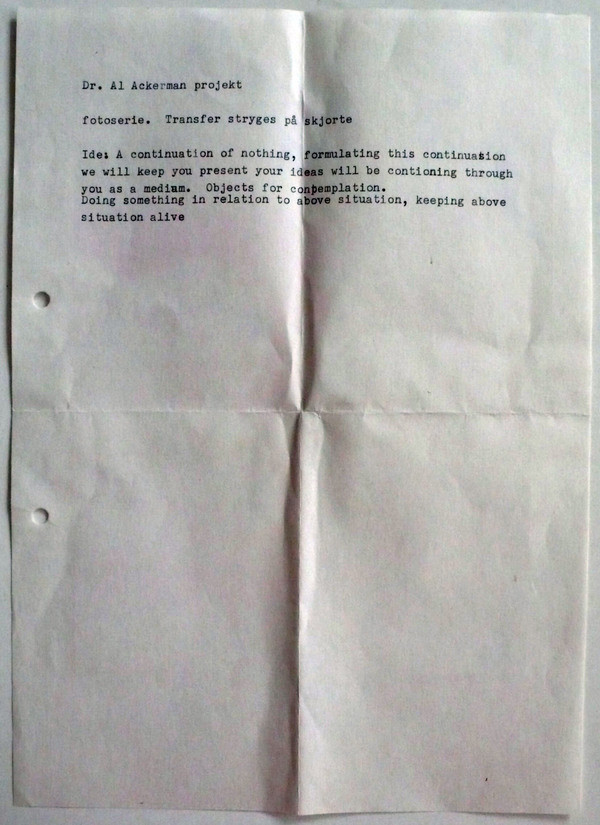 Dr. Al Ackerman projekt
fotoserie. Transfer stryges på skjorte
Ide: A continuation of nothing, formulating this continuation
we will keep you present your ideas will be contioning through
you as a medium. Objects for contemplation.
Doing something in relation to above situation, keeping above
situation alive